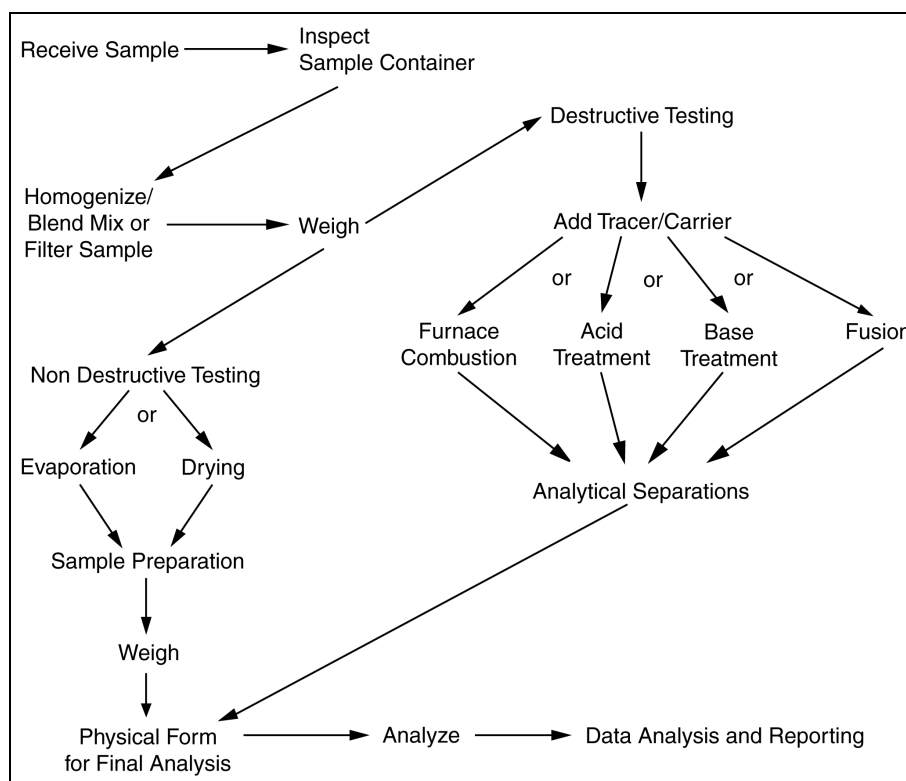 Receive Sample
Inspect
Sample Container
Destructive Testing
Homogenize/
Blend Mix or
Filter Sample
Weigh
Add Tracer/Carrier
or
or
or
Furnace
Combustion
Acid
Treatment
Base
Treatment
Fusion
Non Destructive Testing
or
Evaporation
Drying
Analytical Separations
Sample Preparation
Weigh
Physical Form
for Final Analysis
Analyze
Data Analysis and Reporting